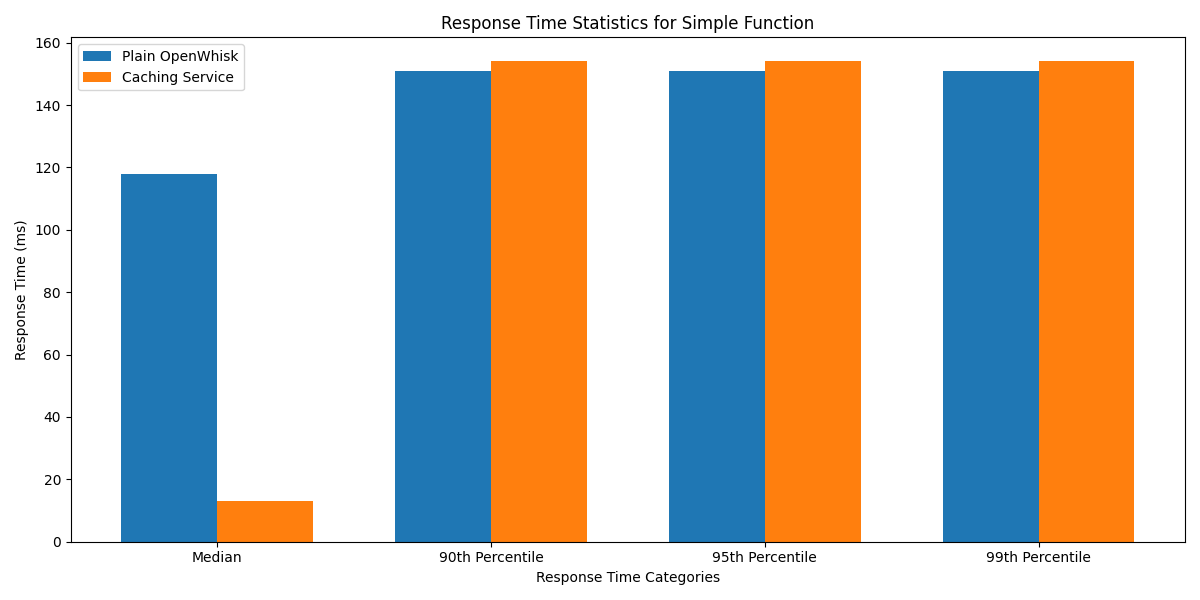 Response Time Statistics for Simple Function
Plain OpenWhisk
Caching Service
160
140
120
100
80
60
40
20
0
Response Time (ms)
Median
90th Percentile
95th Percentile
99th Percentile
Response Time Categories